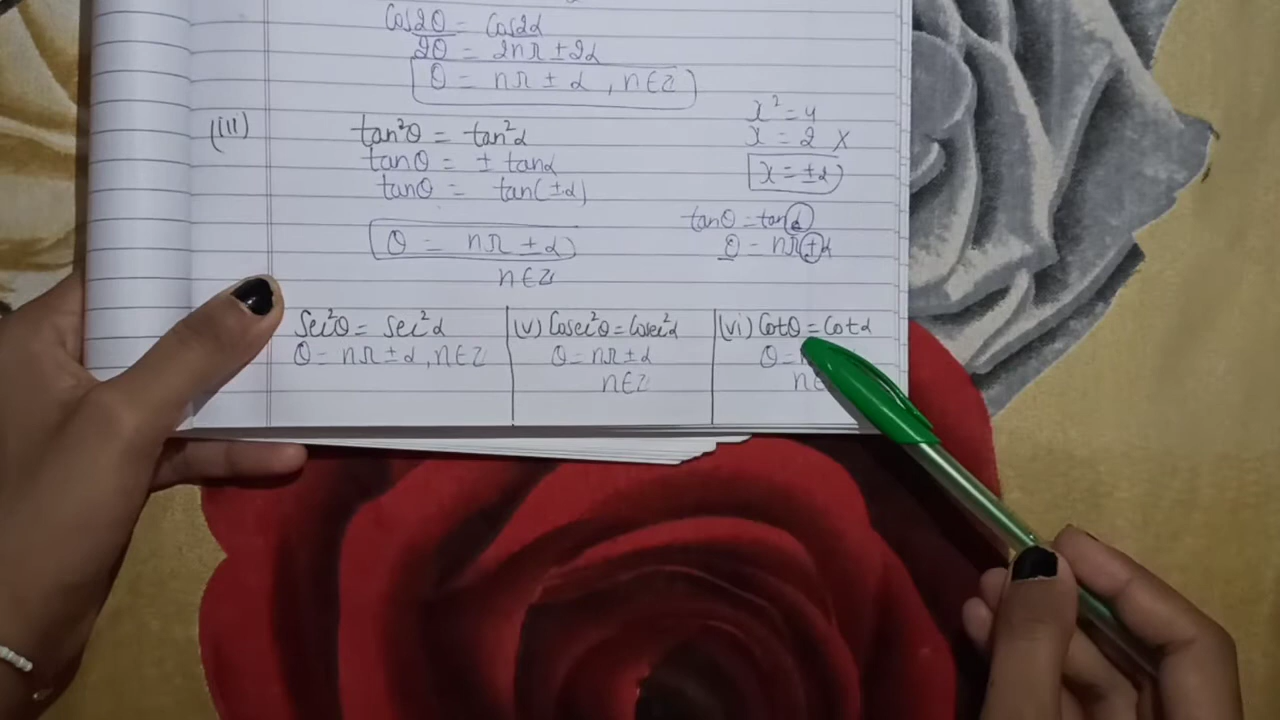 Cos2θ = Cos2α
2θ = 2nπ ± 2α
θ = nπ ± α , n∈Z
(iii) tan²θ = tan²α
tanθ = ± tanα
tanθ = tan(±α)
θ = nπ ± α
n∈Z
x² = 4
x = 2 X
x = ±2
tanθ = tanα
θ = nπ ± α
Sec²θ = Sec²α
θ = nπ ± α , n∈Z
(v) Cosec²θ = Cosec²α
θ = nπ ± α
n∈Z
(vi) Cotθ = Cotα
θ =